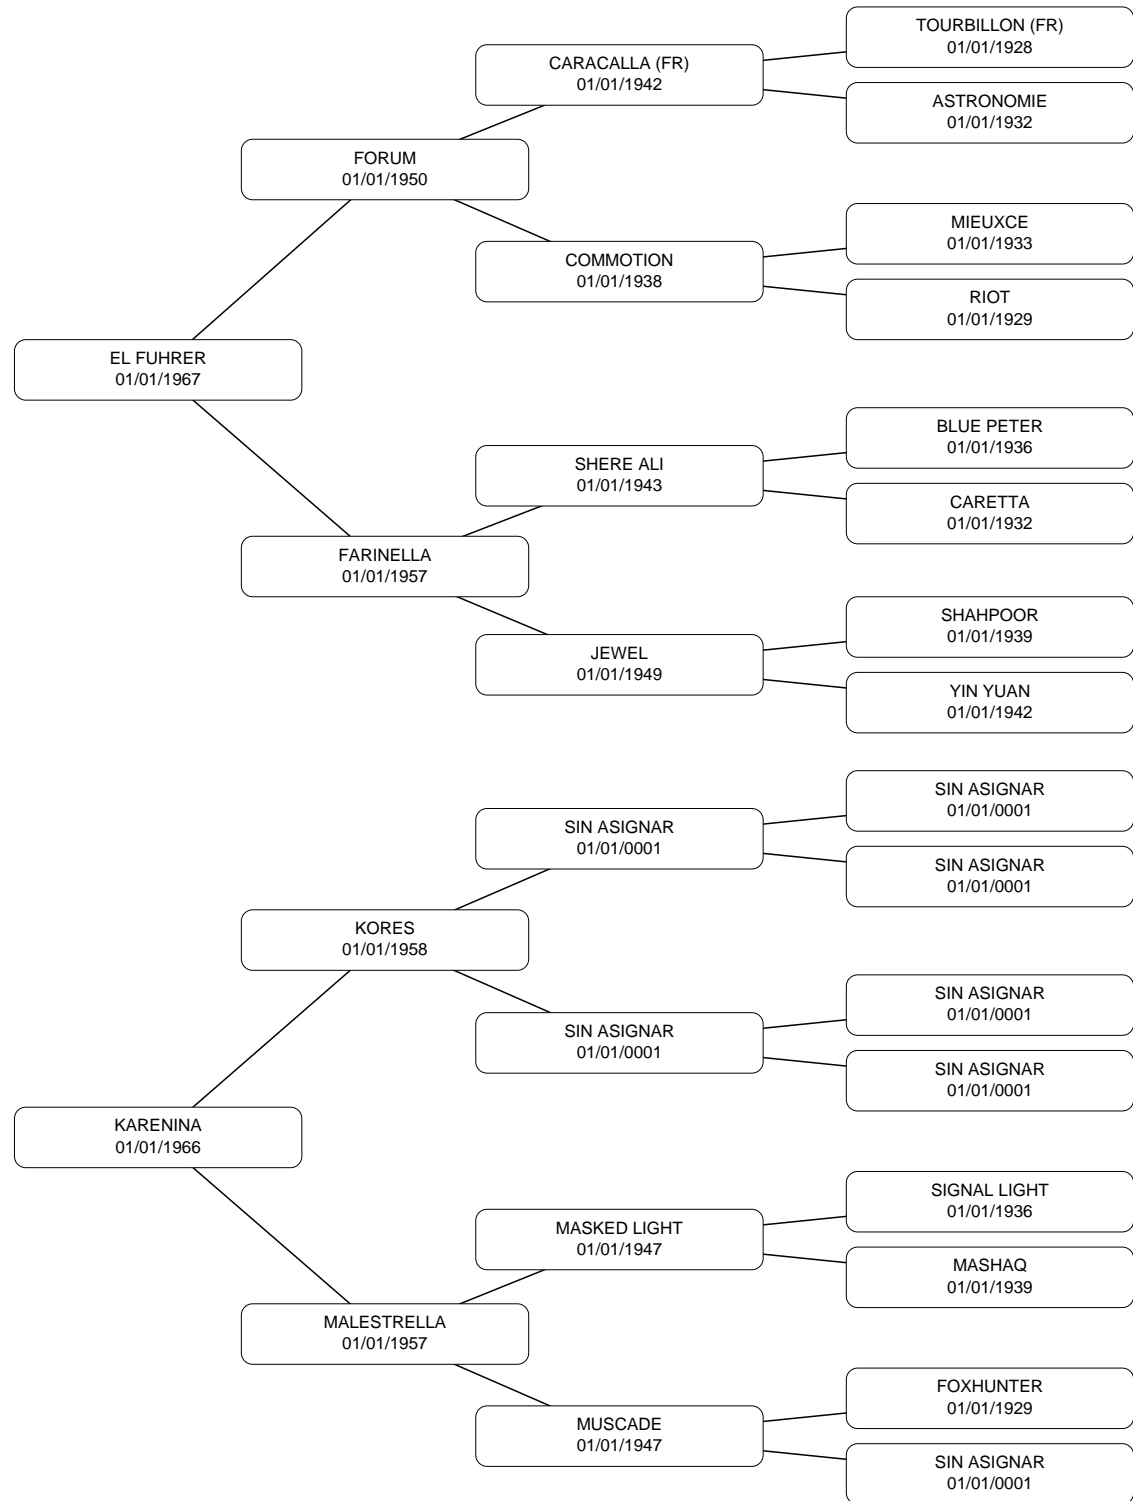 TOURBILLON (FR)
01/01/1928
CARACALLA (FR)
01/01/1942
ASTRONOMIE
01/01/1932
FORUM
01/01/1950
MIEUXCE
01/01/1933
COMMOTION
01/01/1938
RIOT
01/01/1929
EL FUHRER
01/01/1967
BLUE PETER
01/01/1936
SHERE ALI
01/01/1943
CARETTA
01/01/1932
FARINELLA
01/01/1957
SHAHPOOR
01/01/1939
JEWEL
01/01/1949
YIN YUAN
01/01/1942
SIN ASIGNAR
01/01/0001
SIN ASIGNAR
01/01/0001
SIN ASIGNAR
01/01/0001
KORES
01/01/1958
SIN ASIGNAR
01/01/0001
SIN ASIGNAR
01/01/0001
SIN ASIGNAR
01/01/0001
KARENINA
01/01/1966
SIGNAL LIGHT
01/01/1936
MASKED LIGHT
01/01/1947
MASHAQ
01/01/1939
MALESTRELLA
01/01/1957
FOXHUNTER
01/01/1929
MUSCADE
01/01/1947
SIN ASIGNAR
01/01/0001